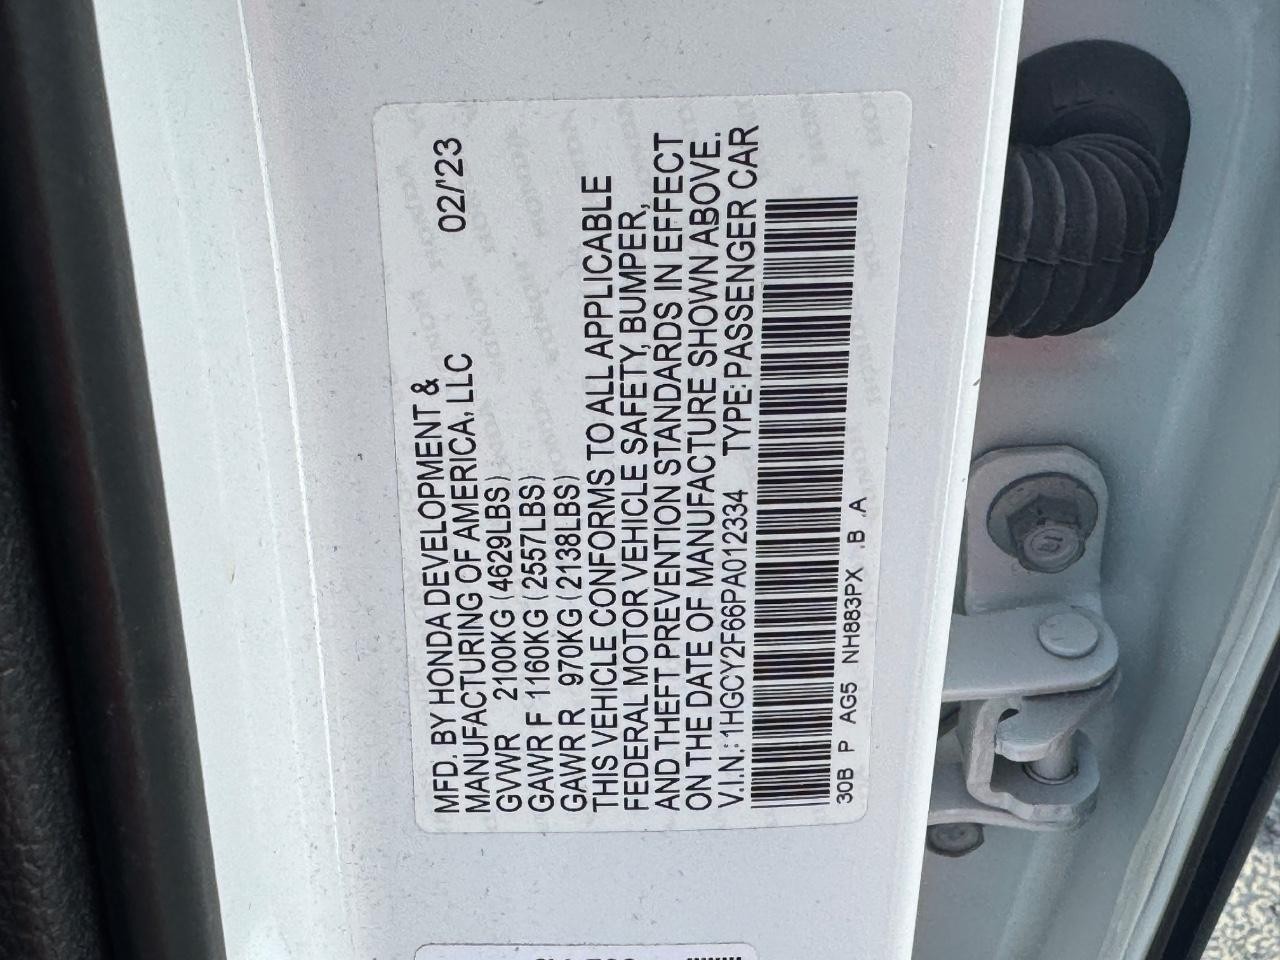 MFD. BY HONDA DEVELOPMENT &
MANUFACTURING OF AMERICA, LLC 02/'23
GVWR 2100KG (4629LBS)
GAWR F 1160KG (2557LBS)
GAWR R 970KG (2138LBS)
THIS VEHICLE CONFORMS TO ALL APPLICABLE
FEDERAL MOTOR VEHICLE SAFETY, BUMPER,
AND THEFT PREVENTION STANDARDS IN EFFECT
ON THE DATE OF MANUFACTURE SHOWN ABOVE.
V.I.N.: 1HGCY2F66PA012334 TYPE: PASSENGER CAR
30B P AG5 NH883PX .B .A